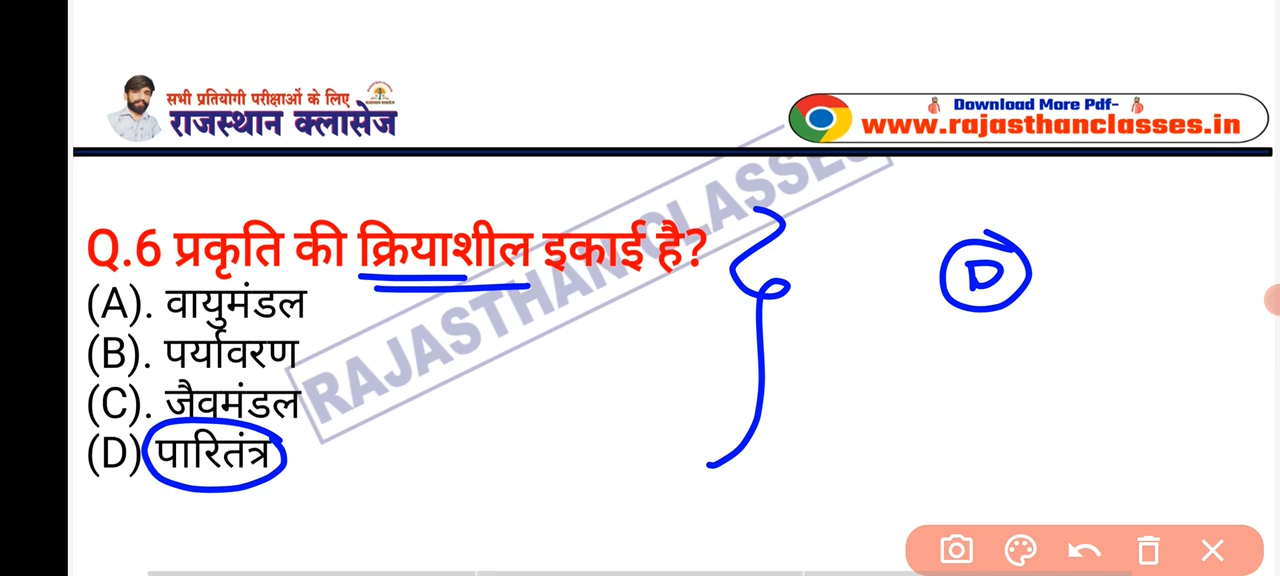 सभी प्रतियोगी परीक्षाओं के लिए
राजस्थान क्लासेज
Download More Pdf-
www.rajasthanclasses.in
Q.6 प्रकृति की क्रियाशील इकाई है?
(A). वायुमंडल
(B). पर्यावरण
(C). जैवमंडल
(D) पारितंत्र
D
RAJASTHAN CLASSES